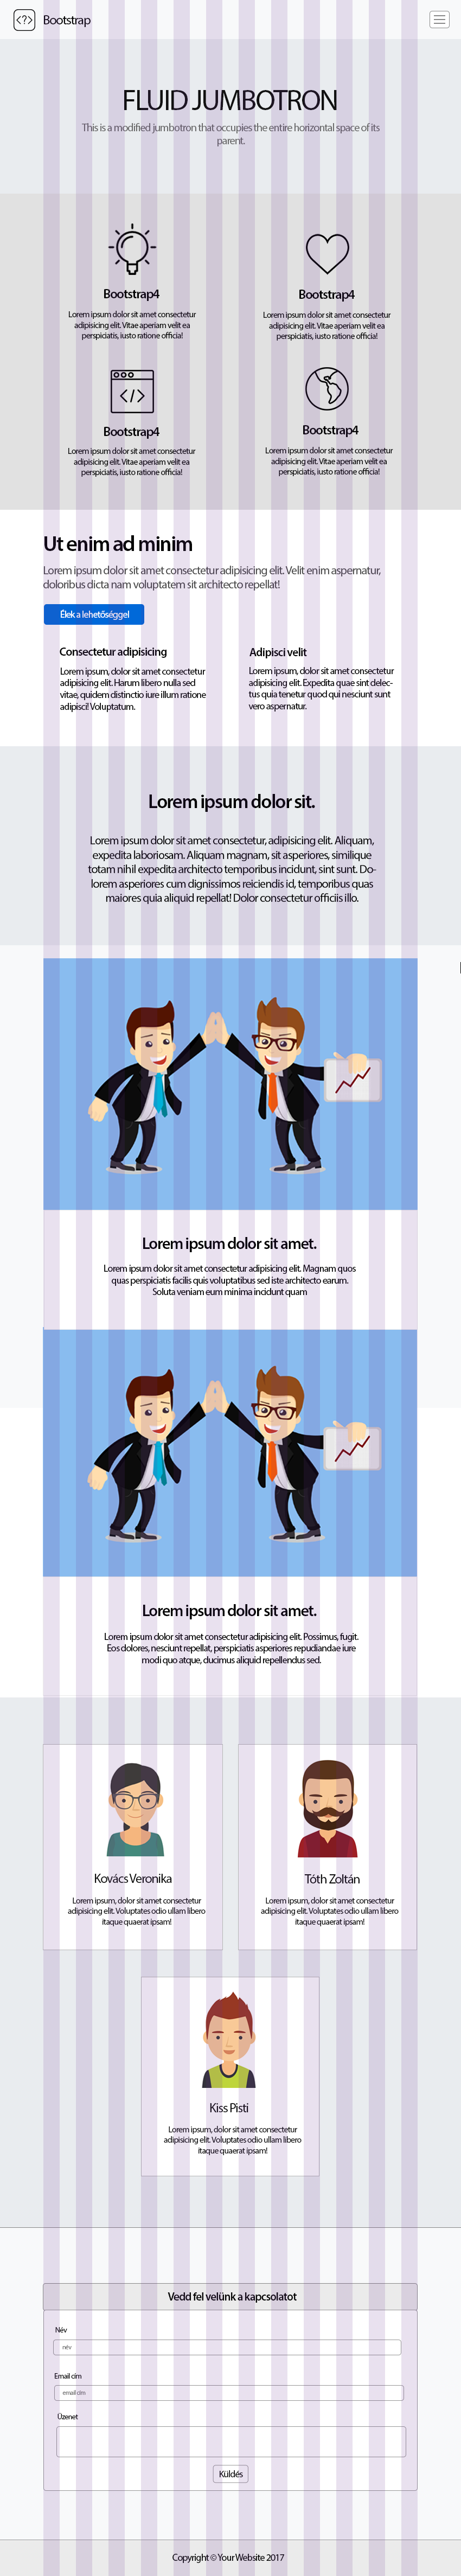 Bootstrap
FLUID JUMBOTRON
This is a modified jumbotron that occupies the entire horizontal space of its
parent.
Bootstrap4
Lorem ipsum dolor sit amet consectetur
adipisicing elit. Vitae aperiam velit ea
perspiciatis, iusto ratione officia!
Bootstrap4
Lorem ipsum dolor sit amet consectetur
adipisicing elit. Vitae aperiam velit ea
perspiciatis, iusto ratione officia!
</>
Bootstrap4
Lorem ipsum dolor sit amet consectetur
adipisicing elit. Vitae aperiam velit ea
perspiciatis, iusto ratione officia!
Bootstrap4
Lorem ipsum dolor sit amet consectetur
adipisicing elit. Vitae aperiam velit ea
perspiciatis, iusto ratione officia!
Ut enim ad minim
Lorem ipsum dolor sit amet consectetur adipisicing elit. Velit enim aspernatur,
doloribus dicta nam voluptatem sit architecto repellat!
Élek a lehetőséggel
Consectetur adipisicing
Lorem ipsum, dolor sit amet consectetur
adipisicing elit. Harum libero nulla sed
vitae, quidem distinctio iure illum ratione
adipisci! Voluptatum.
Adipisci velit
Lorem ipsum, dolor sit amet consectetur
adipisicing elit. Expedita quae sint delec-
tus quia tenetur quod qui nesciunt sunt
vero aspernatur.
Lorem ipsum dolor sit.
Lorem ipsum dolor sit amet consectetur, adipisicing elit. Aliquam,
expedita laboriosam. Aliquam magnam, sit asperiores, similique
totam nihil expedita architecto temporibus incidunt, sint sunt. Do-
lorem asperiores cum dignissimos reiciendis id, temporibus quas
maiores quia aliquid repellat! Dolor consectetur officiis illo.
Lorem ipsum dolor sit amet.
Lorem ipsum dolor sit amet consectetur adipisicing elit. Magnam quos
quas perspiciatis facilis quis voluptatibus sed iste architecto earum.
Soluta veniam eum minima incidunt quam
Lorem ipsum dolor sit amet.
Lorem ipsum dolor sit amet consectetur adipisicing elit. Possimus, fugit.
Eos dolores, nesciunt repellat, perspiciatis asperiores repudiandae iure
modi quo atque, ducimus aliquid repellendus sed.
Kovács Veronika
Lorem ipsum, dolor sit amet consectetur
adipisicing elit. Voluptates odio ullam libero
itaque quaerat ipsam!
Tóth Zoltán
Lorem ipsum, dolor sit amet consectetur
adipisicing elit. Voluptates odio ullam libero
itaque quaerat ipsam!
Kiss Pisti
Lorem ipsum, dolor sit amet consectetur
adipisicing elit. Voluptates odio ullam libero
itaque quaerat ipsam!
Vedd fel velünk a kapcsolatot
Név
név
Email cím
email cím
Üzenet
Küldés
Copyright © Your Website 2017